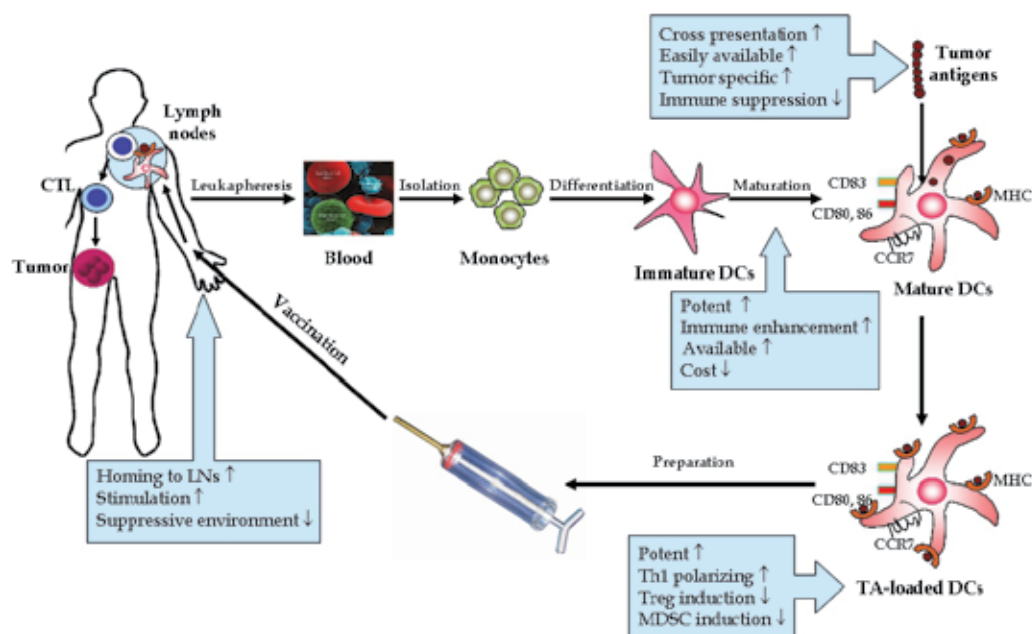 Cross presentation ↑
Easily available ↑
Tumor specific ↑
Immune suppression ↓
Tumor
antigens
Lymph
nodes
CTL
Tumor
Leukapheresis
Blood
Isolation
Monocytes
Differentiation
Immature DCs
Maturation
CD83
CD80, 86
CCR7
MHC
Mature DCs
Potent ↑
Immune enhancement ↑
Available ↑
Cost ↓
Vaccination
Homing to LNs ↑
Stimulation ↑
Suppressive environment ↓
Preparation
CD83
CD80, 86
CCR7
MHC
TA-loaded DCs
Potent ↑
Th1 polarizing ↑
Treg induction ↓
MDSC induction ↓